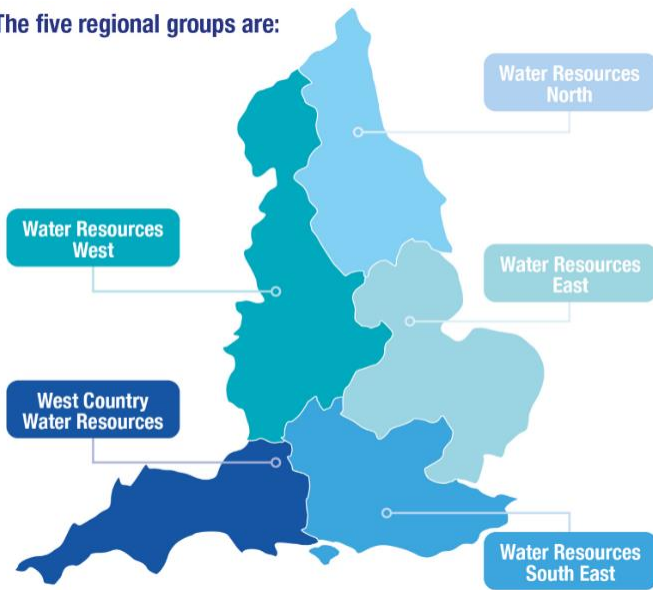 The five regional groups are:
Water Resources
North
Water Resources
West
Water Resources
East
West Country
Water Resources
Water Resources
South East